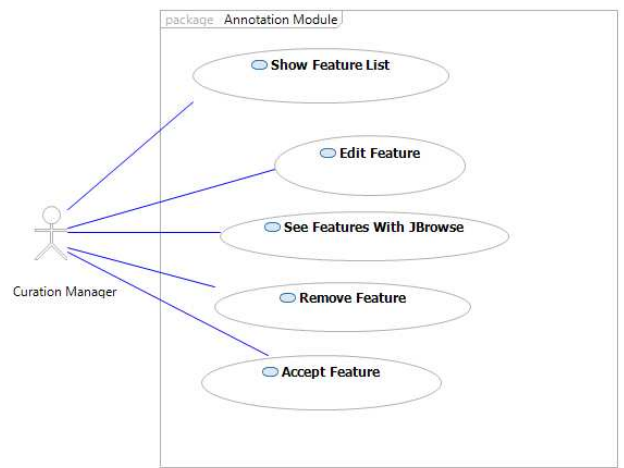 package Annotation Module
Show Feature List
Edit Feature
See Features With JBrowse
Remove Feature
Curation Manager
Accept Feature